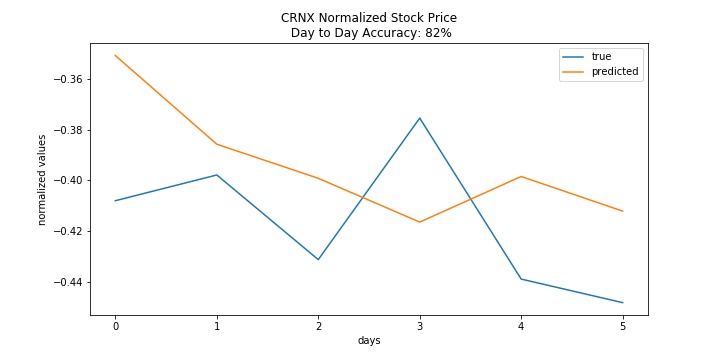 CRNX Normalized Stock Price
Day to Day Accuracy: 82%
true
predicted
normalized values
−0.36
−0.38
−0.40
−0.42
−0.44
0 1 2 3 4 5
days